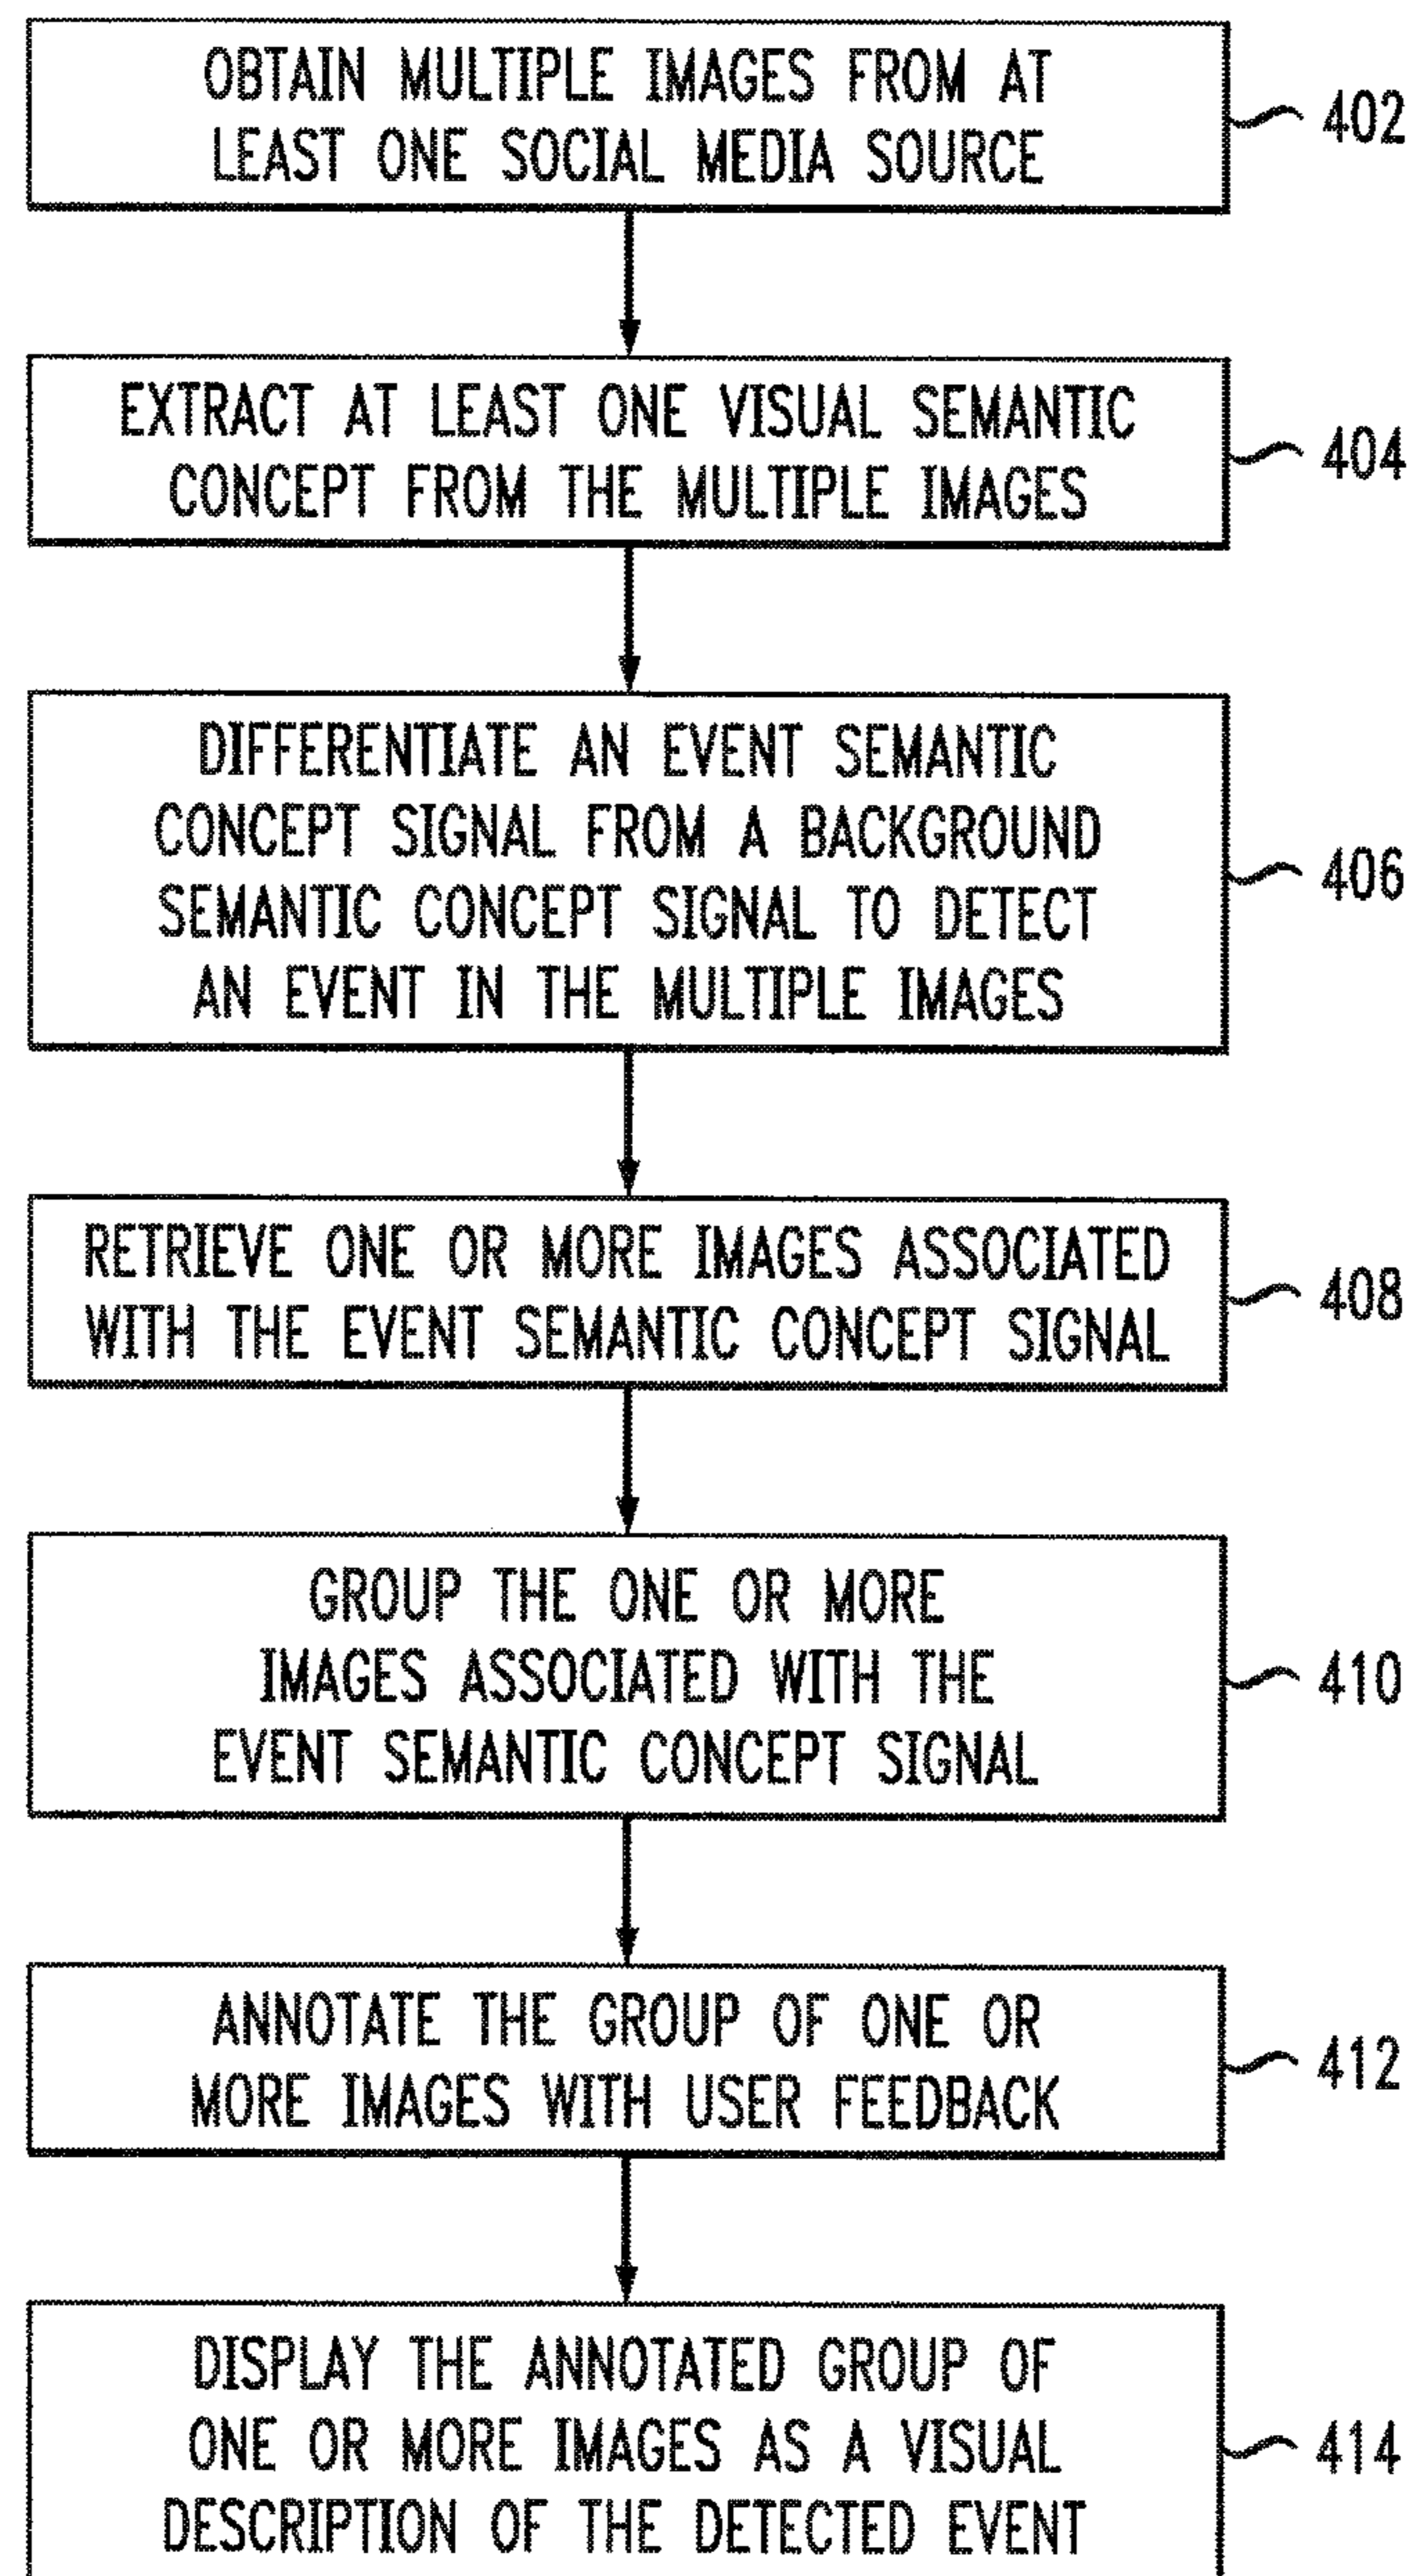 OBTAIN MULTIPLE IMAGES FROM AT
LEAST ONE SOCIAL MEDIA SOURCE
402
EXTRACT AT LEAST ONE VISUAL SEMANTIC
CONCEPT FROM THE MULTIPLE IMAGES
404
DIFFERENTIATE AN EVENT SEMANTIC
CONCEPT SIGNAL FROM A BACKGROUND
SEMANTIC CONCEPT SIGNAL TO DETECT
AN EVENT IN THE MULTIPLE IMAGES
406
RETRIEVE ONE OR MORE IMAGES ASSOCIATED
WITH THE EVENT SEMANTIC CONCEPT SIGNAL
408
GROUP THE ONE OR MORE
IMAGES ASSOCIATED WITH THE
EVENT SEMANTIC CONCEPT SIGNAL
410
ANNOTATE THE GROUP OF ONE OR
MORE IMAGES WITH USER FEEDBACK
412
DISPLAY THE ANNOTATED GROUP OF
ONE OR MORE IMAGES AS A VISUAL
DESCRIPTION OF THE DETECTED EVENT
414